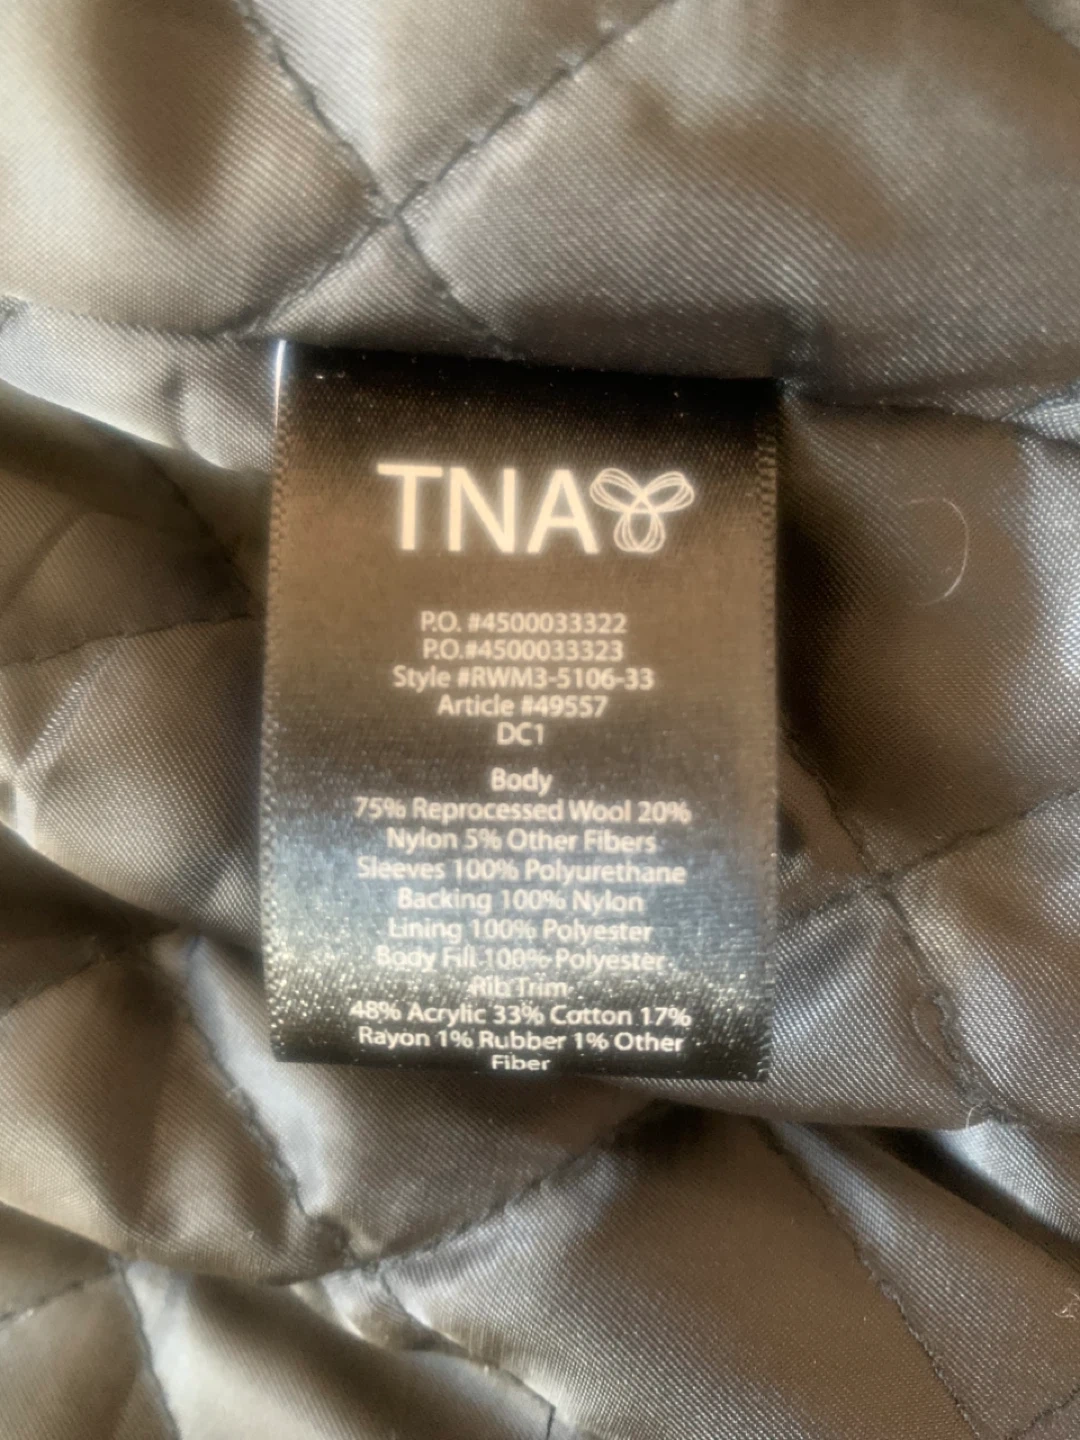 TNA
P.O. #4500033322
P.O.#4500033323
Style #RWM3-5106-33
Article #49557
DC1
Body
75% Reprocessed Wool 20%
Nylon 5% Other Fibers
Sleeves 100% Polyurethane
Backing 100% Nylon
Lining 100% Polyester
Body Fill 100% Polyester
Rib Trim
48% Acrylic 33% Cotton 17%
Rayon 1% Rubber 1% Other
Fiber